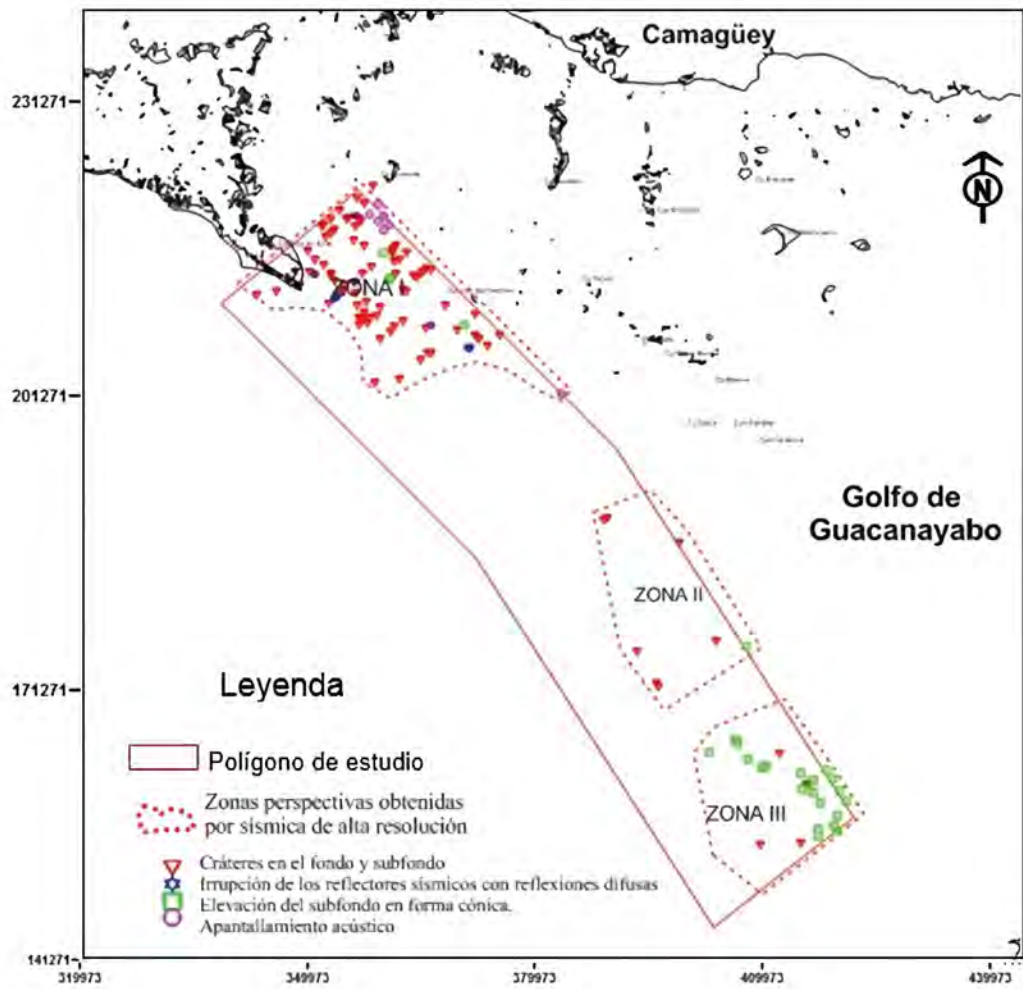 Camagüey
231271
N
ZONA I
201271
Golfo de
Guacanayabo
ZONA II
171271
Leyenda
Polígono de estudio
Zonas perspectivas obtenidas
por sísmica de alta resolución
ZONA III
Cráteres en el fondo y subfondo
Irrupción de los reflectores sísmicos con reflexiones difusas
Elevación del subfondo en forma cónica.
Apantallamiento acústico
141271
319973 349973 379973 409973 439973